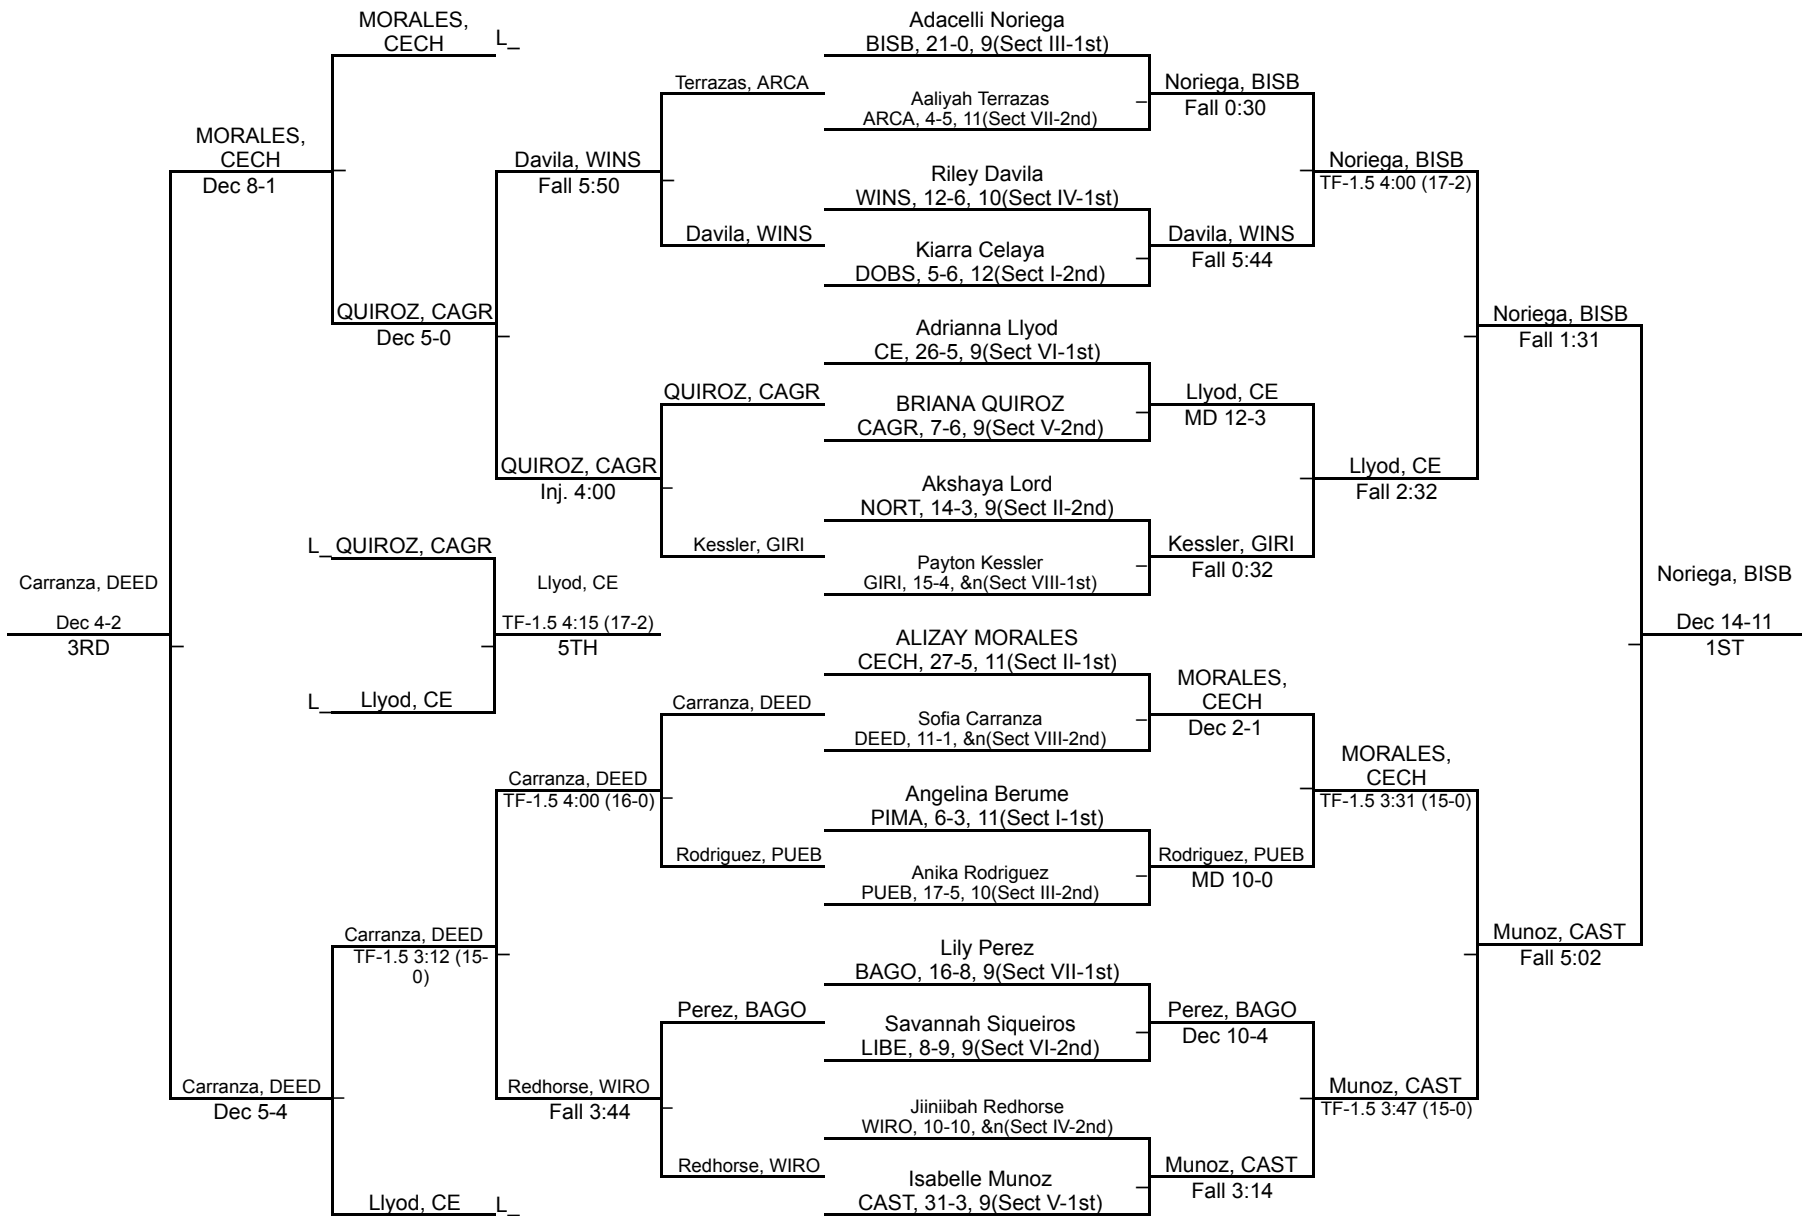 MORALES,
CECH
L_
MORALES,
CECH
Dec 8-1
QUIROZ, CAGR
Dec 5-0
Davila, WINS
Fall 5:50
QUIROZ, CAGR
Inj. 4:00
Terrazas, ARCA
Davila, WINS
QUIROZ, CAGR
Kessler, GIRI
L_ QUIROZ, CAGR
L_ Llyod, CE
Llyod, CE
TF-1.5 4:15 (17-2)
5TH
Carranza, DEED
Dec 4-2
3RD
Carranza, DEED
Rodriguez, PUEB
Carranza, DEED
TF-1.5 4:00 (16-0)
Carranza, DEED
TF-1.5 3:12 (15-
0)
Perez, BAGO
Redhorse, WIRO
Redhorse, WIRO
Fall 3:44
Carranza, DEED
Dec 5-4
Llyod, CE
L_
Adacelli Noriega
BISB, 21-0, 9(Sect III-1st)
Aaliyah Terrazas
ARCA, 4-5, 11(Sect VII-2nd)
Riley Davila
WINS, 12-6, 10(Sect IV-1st)
Kiarra Celaya
DOBS, 5-6, 12(Sect I-2nd)
Adrianna Llyod
CE, 26-5, 9(Sect VI-1st)
BRIANA QUIROZ
CAGR, 7-6, 9(Sect V-2nd)
Akshaya Lord
NORT, 14-3, 9(Sect II-2nd)
Payton Kessler
GIRI, 15-4, &n(Sect VIII-1st)
ALIZAY MORALES
CECH, 27-5, 11(Sect II-1st)
Sofia Carranza
DEED, 11-1, &n(Sect VIII-2nd)
Angelina Berume
PIMA, 6-3, 11(Sect I-1st)
Anika Rodriguez
PUEB, 17-5, 10(Sect III-2nd)
Lily Perez
BAGO, 16-8, 9(Sect VII-1st)
Savannah Siqueiros
LIBE, 8-9, 9(Sect VI-2nd)
Jiiniibah Redhorse
WIRO, 10-10, &n(Sect IV-2nd)
Isabelle Munoz
CAST, 31-3, 9(Sect V-1st)
Noriega, BISB
Fall 0:30
Davila, WINS
Fall 5:44
Llyod, CE
MD 12-3
Kessler, GIRI
Fall 0:32
MORALES,
CECH
Dec 2-1
Rodriguez, PUEB
MD 10-0
Perez, BAGO
Dec 10-4
Munoz, CAST
Fall 3:14
Noriega, BISB
TF-1.5 4:00 (17-2)
Llyod, CE
Fall 2:32
MORALES,
CECH
TF-1.5 3:31 (15-0)
Munoz, CAST
TF-1.5 3:47 (15-0)
Noriega, BISB
Fall 1:31
Munoz, CAST
Fall 5:02
Noriega, BISB
Dec 14-11
1ST